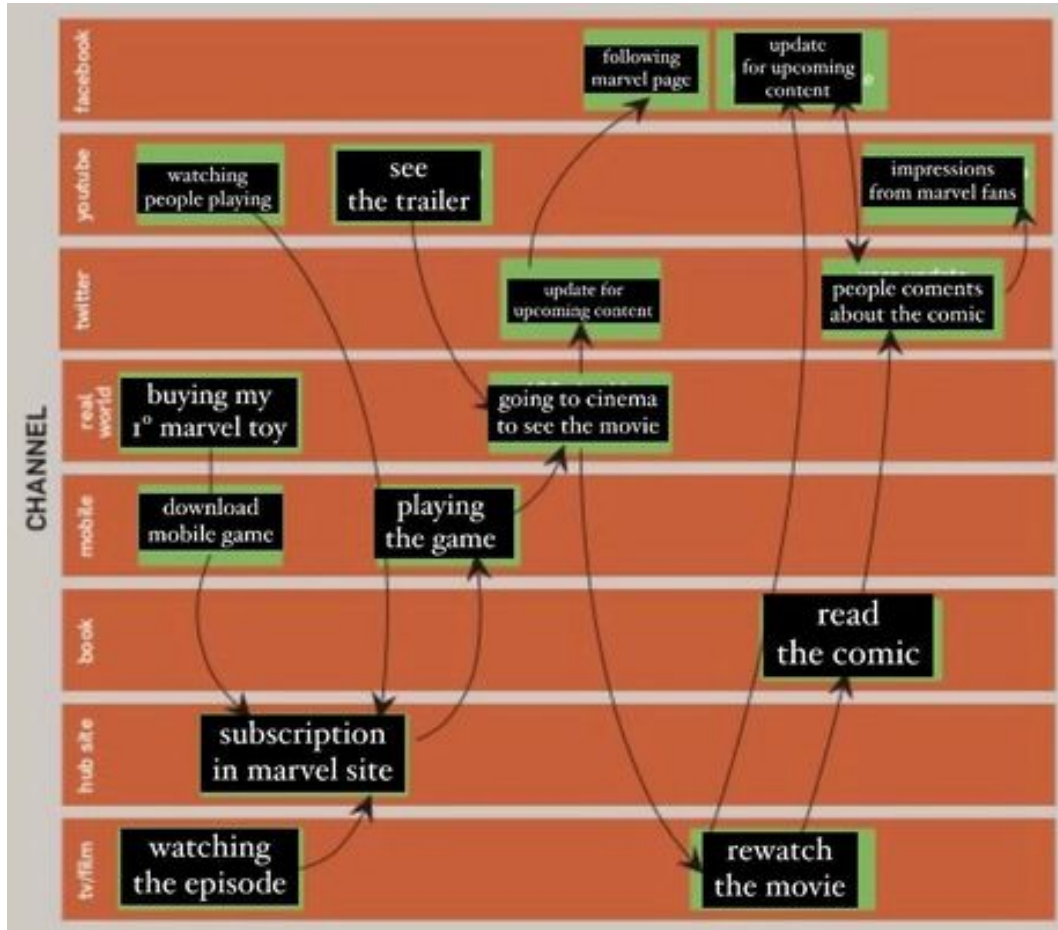 CHANNEL
facebook
following
marvel page
update
for upcoming
content
youtube
watching
people playing
see
the trailer
impressions
from marvel fans
twitter
update for
upcoming content
people coments
about the comic
real
world
buying my
1° marvel toy
going to cinema
to see the movie
mobile
download
mobile game
playing
the game
book
read
the comic
hub site
subscription
in marvel site
tv/film
watching
the episode
rewatch
the movie